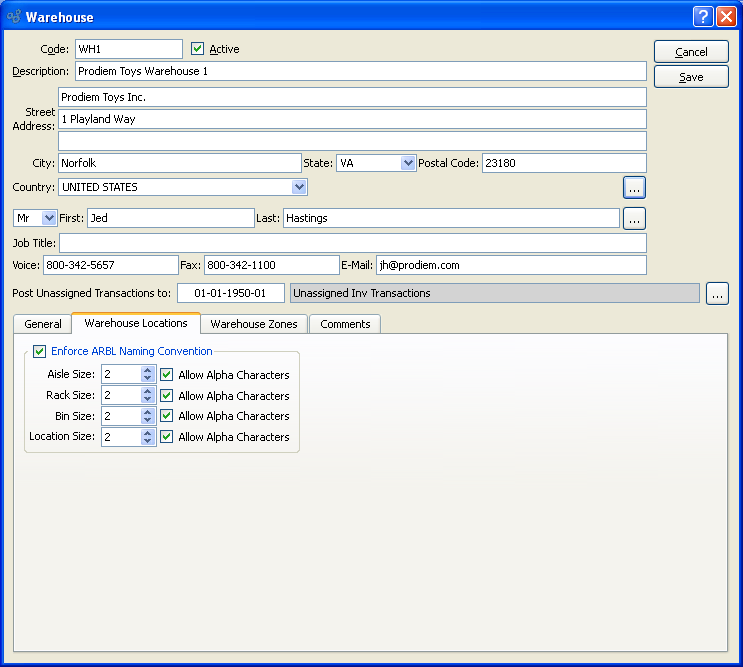 Warehouse
Code: WH1 Active
Cancel
Description: Prodiem Toys Warehouse 1
Save
Street Address: Prodiem Toys Inc.
1 Playland Way
City: Norfolk State: VA Postal Code: 23180
Country: UNITED STATES ...
Mr First: Jed Last: Hastings ...
Job Title:
Voice: 800-342-5657 Fax: 800-342-1100 E-Mail: jh@prodiem.com
Post Unassigned Transactions to: 01-01-1950-01 Unassigned Inv Transactions ...
General Warehouse Locations Warehouse Zones Comments
Enforce ARBL Naming Convention
Aisle Size: 2 Allow Alpha Characters
Rack Size: 2 Allow Alpha Characters
Bin Size: 2 Allow Alpha Characters
Location Size: 2 Allow Alpha Characters